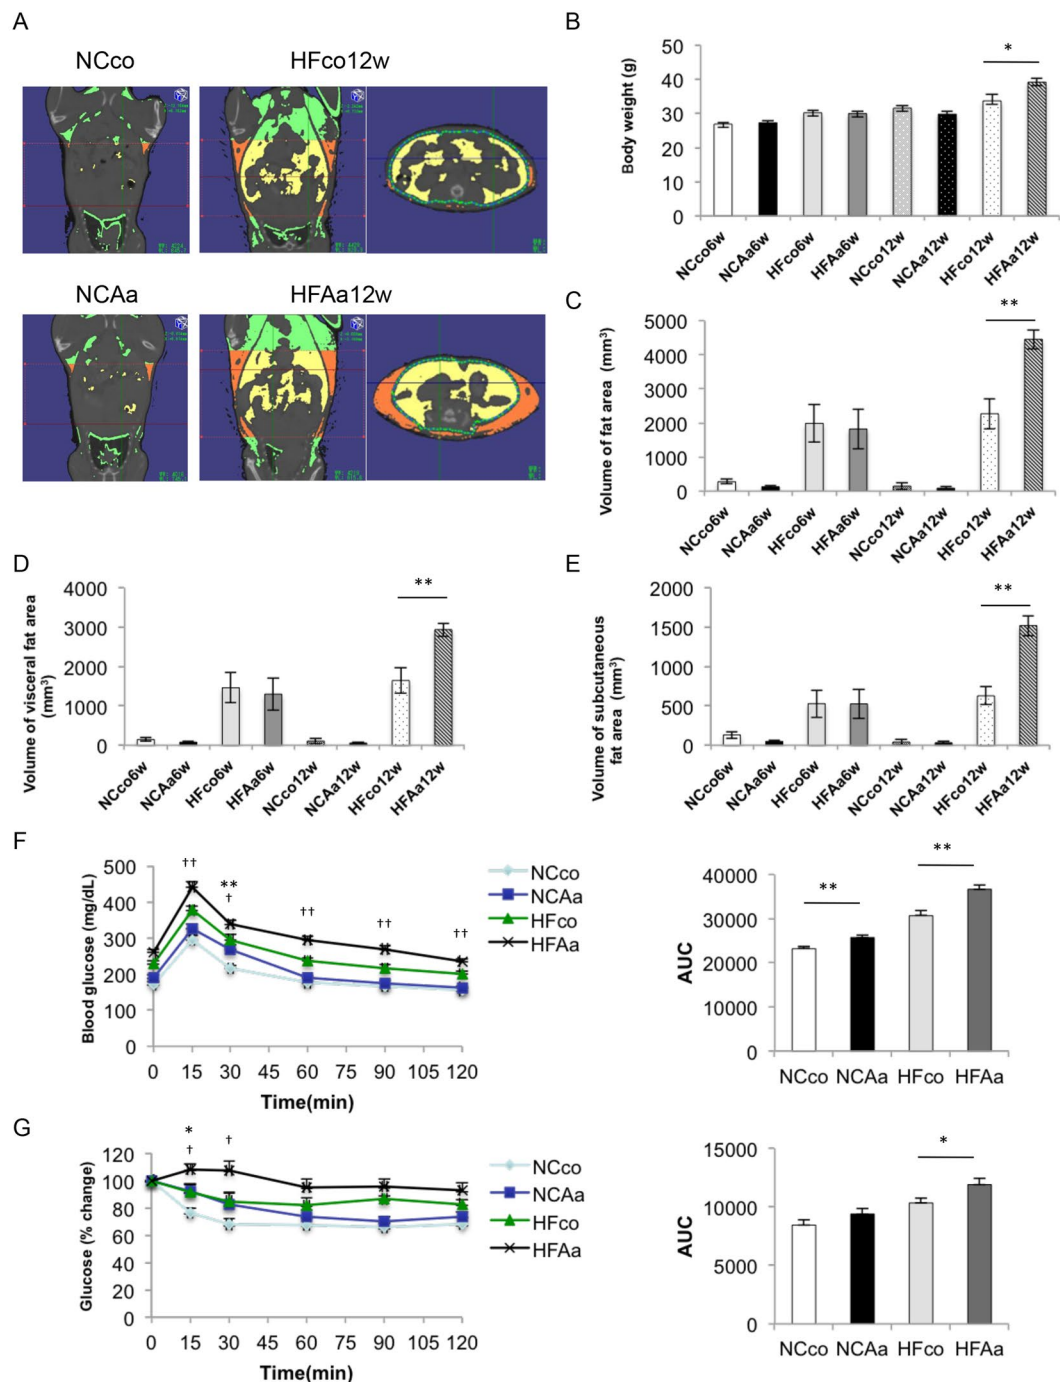 A
NCco
HFco12w
NCAa
HFAa12w
B
*
Body weight (g)
50
40
30
20
10
0
NCco6w
NCAa6w
HFco6w
HFAa6w
NCco12w
NCAa12w
HFco12w
HFAa12w
C
**
Volume of fat area (mm³)
5000
4000
3000
2000
1000
0
NCco6w
NCAa6w
HFco6w
HFAa6w
NCco12w
NCAa12w
HFco12w
HFAa12w
D
**
Volume of visceral fat area
(mm³)
4000
3000
2000
1000
0
NCco6w
NCAa6w
HFco6w
HFAa6w
NCco12w
NCAa12w
HFco12w
HFAa12w
E
**
Volume of subcutaneous
fat area (mm³)
2000
1500
1000
500
0
NCco6w
NCAa6w
HFco6w
HFAa6w
NCco12w
NCAa12w
HFco12w
HFAa12w
F
Blood glucose (mg/dL)
500
400
300
200
100
0
††
**
†
††
††
††
0 15 30 45 60 75 90 105 120
Time(min)
NCco
NCAa
HFco
HFAa
**
**
AUC
40000
30000
20000
10000
0
NCco NCAa HFco HFAa
G
Glucose (% change)
120
100
80
60
40
20
0
*
†
†
0 15 30 45 60 75 90 105 120
Time(min)
NCco
NCAa
HFco
HFAa
*
AUC
15000
10000
5000
0
NCco NCAa HFco HFAa